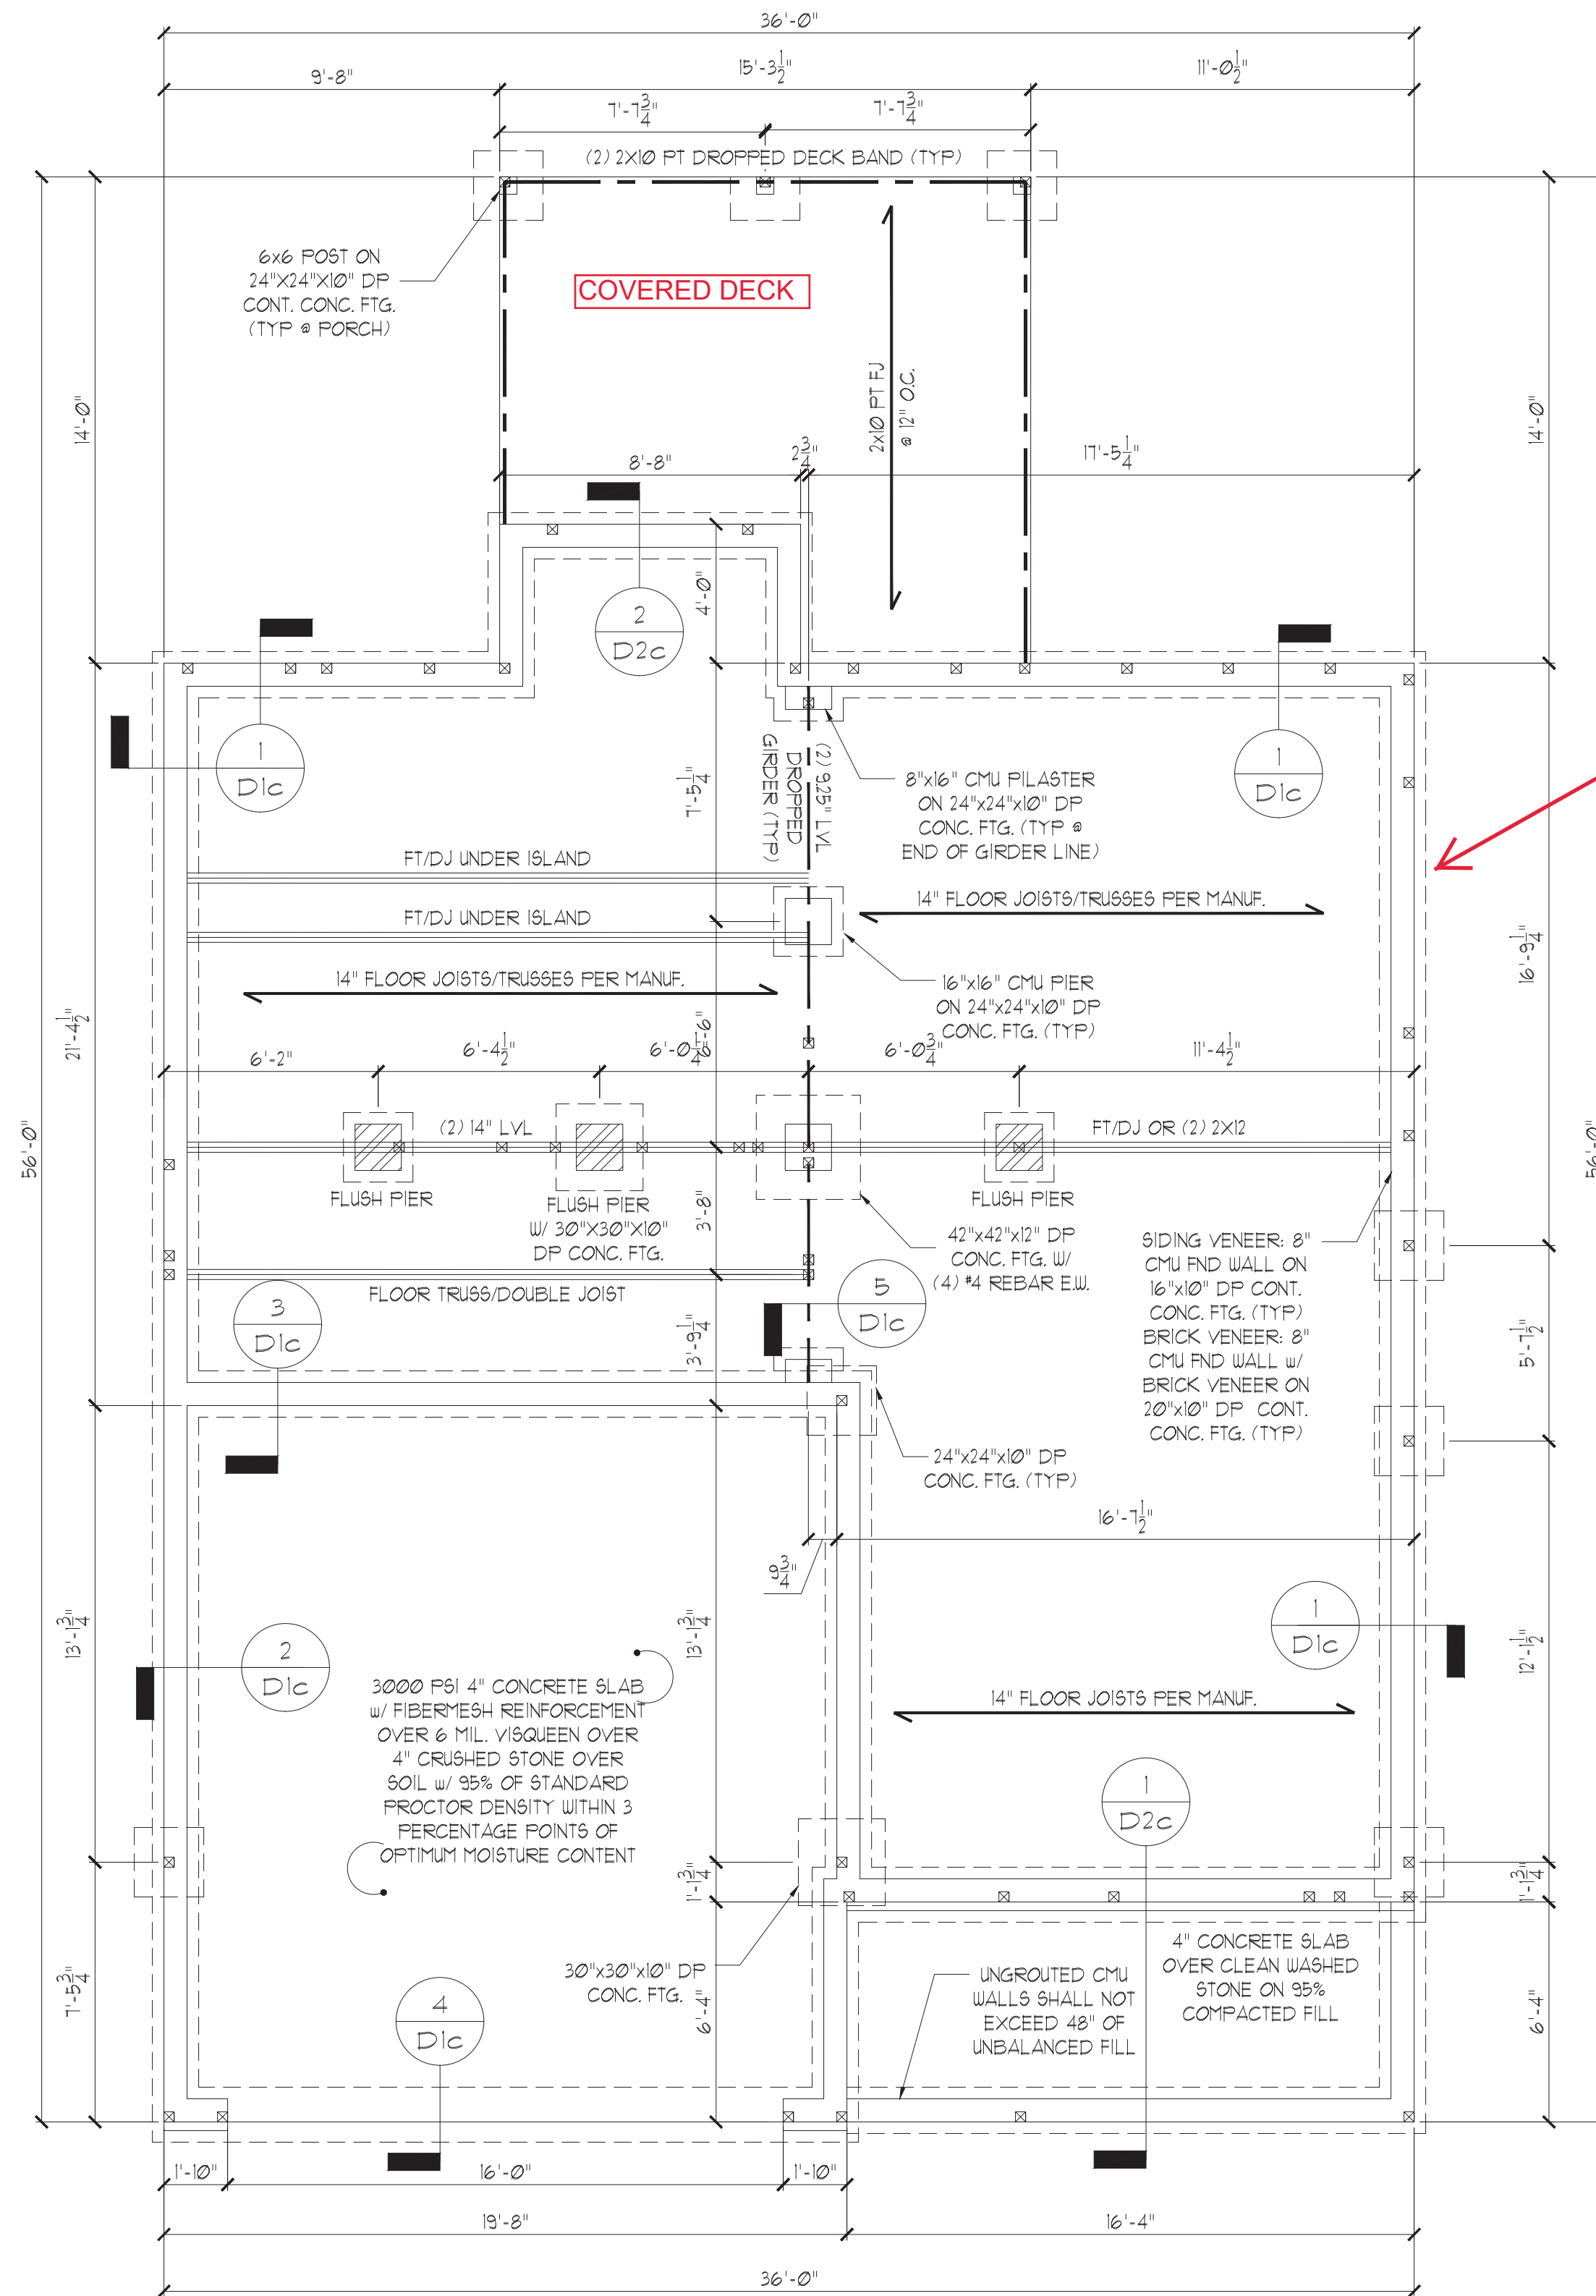 36'-0"
9'-8"
15'-3 1/2"
11'-0 1/2"
7'-7 3/4"
7'-7 3/4"
(2) 2X10 PT DROPPED DECK BAND (TYP)
6x6 POST ON
24"X24"X10" DP
CONT. CONC. FTG.
(TYP @ PORCH)
COVERED DECK
2x10 PT FJ
@ 12" O.C.
14'-0"
14'-0"
8'-8"
2 3/4"
17'-5 1/4"
4'-0"
2
D2c
1
D1c
1
D1c
7'-5 1/4"
(2) 9.25" LVL
DROPPED
GIRDER (TYP)
8"x16" CMU PILASTER
ON 24"x24"x10" DP
CONC. FTG. (TYP @
END OF GIRDER LINE)
FT/DJ UNDER ISLAND
FT/DJ UNDER ISLAND
14" FLOOR JOISTS/TRUSSES PER MANUF.
14" FLOOR JOISTS/TRUSSES PER MANUF.
16"x16" CMU PIER
ON 24"x24"x10" DP
CONC. FTG. (TYP)
16'-9 1/4"
21'-4 1/2"
56'-0"
56'-0"
6'-2"
6'-4 1/2"
6'-0 1/4"
6'-0 3/4"
11'-4 1/2"
(2) 14" LVL
FT/DJ OR (2) 2X12
FLUSH PIER
FLUSH PIER
W/ 30"X30"X10"
DP CONC. FTG.
FLUSH PIER
3'-8"
42"x42"x12" DP
CONC. FTG. W/
(4) #4 REBAR E.W.
SIDING VENEER: 8"
CMU FND WALL ON
16"x10" DP CONT.
CONC. FTG. (TYP)
BRICK VENEER: 8"
CMU FND WALL w/
BRICK VENEER ON
20"x10" DP CONT.
CONC. FTG. (TYP)
FLOOR TRUSS/DOUBLE JOIST
3
D1c
5
D1c
3'-9 1/4"
5'-7 1/2"
24"x24"x10" DP
CONC. FTG. (TYP)
16'-7 1/2"
9 3/4"
13'-1 3/4"
13'-1 3/4"
12'-1 1/2"
2
D1c
1
D1c
3000 PSI 4" CONCRETE SLAB
w/ FIBERMESH REINFORCEMENT
OVER 6 MIL. VISQUEEN OVER
4" CRUSHED STONE OVER
SOIL w/ 95% OF STANDARD
PROCTOR DENSITY WITHIN 3
PERCENTAGE POINTS OF
OPTIMUM MOISTURE CONTENT
14" FLOOR JOISTS PER MANUF.
1
D2c
1'-1 3/4"
1'-1 3/4"
30"x30"x10" DP
CONC. FTG.
UNGROUTED CMU
WALLS SHALL NOT
EXCEED 48" OF
UNBALANCED FILL
4" CONCRETE SLAB
OVER CLEAN WASHED
STONE ON 95%
COMPACTED FILL
7'-5 3/4"
6'-4"
6'-4"
4
D1c
1'-10"
16'-0"
1'-10"
19'-8"
16'-4"
36'-0"